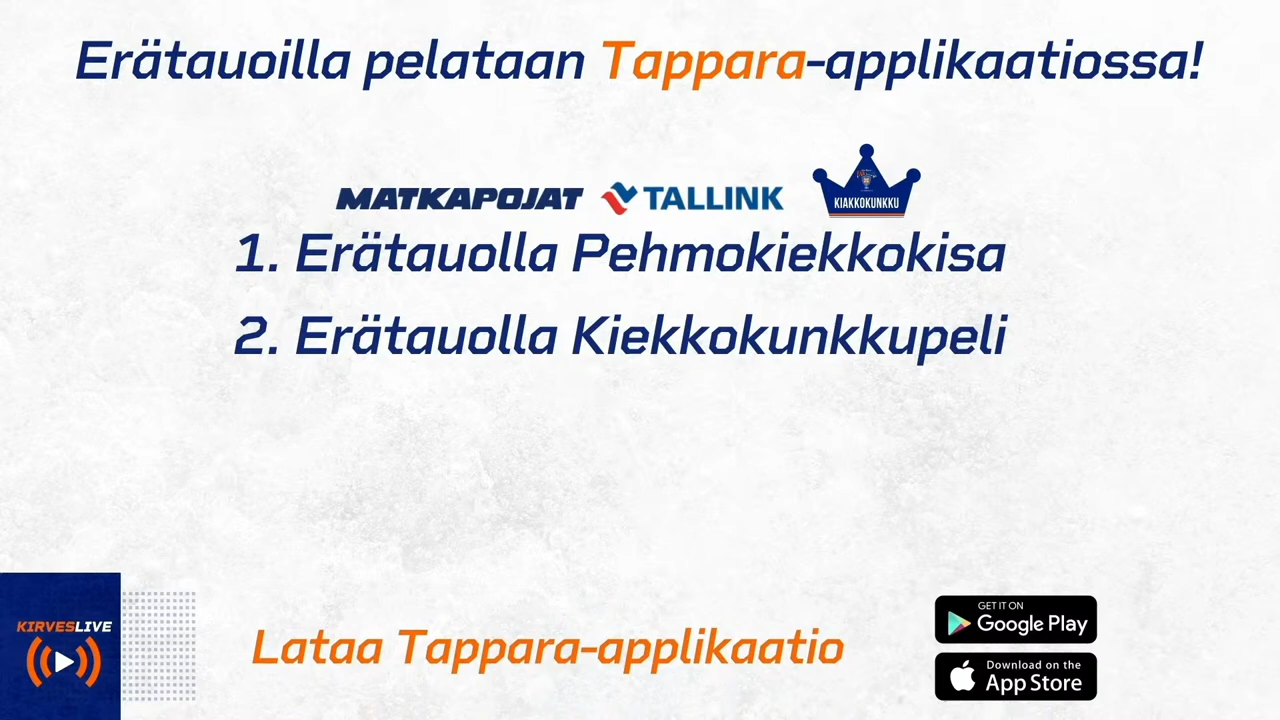 Erätauoilla pelataan Tappara-applikaatiossa!
MATKAPOJAT TALLINK KIAKKOKUNKKU
1. Erätauolla Pehmokiekkokisa
2. Erätauolla Kiekkokunkkupeli
KIRVESLIVE
Lataa Tappara-applikaatio
GET IT ON
Google Play
Download on the
App Store